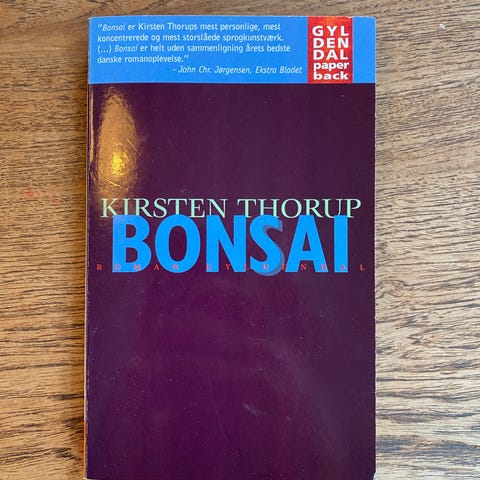 "Bonsai er Kirsten Thorups mest personlige, mest
koncentrerede og mest storslåede sprogkunstværk.
(...) Bonsai er helt uden sammenligning årets bedste
danske romanoplevelse."
- John Chr. Jørgensen, Ekstra Bladet
GYL
DEN
DAL
paper
back
KIRSTEN THORUP
BONSAI
ROMAN GYLDENDAL